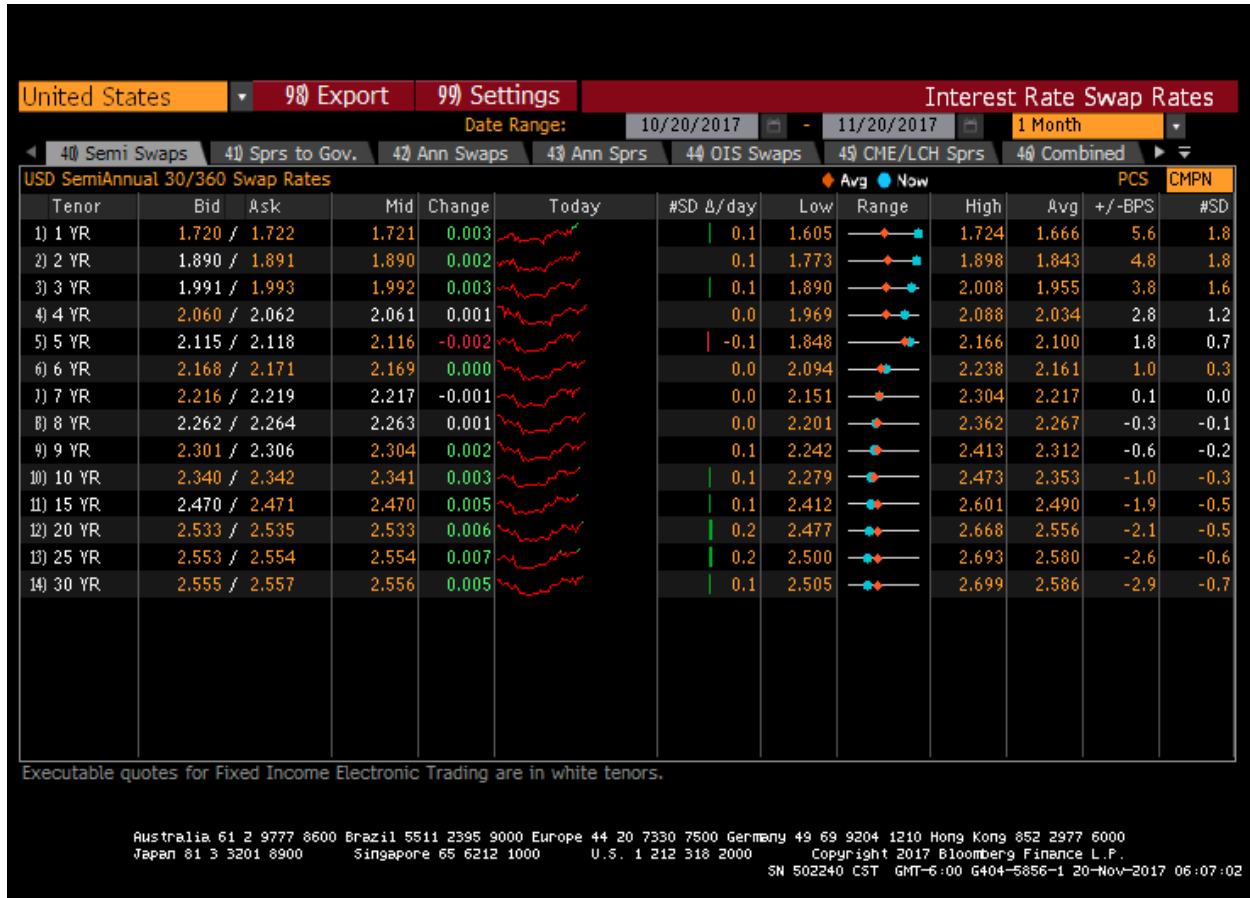 United States 98) Export 99) Settings Interest Rate Swap Rates
Date Range: 10/20/2017 - 11/20/2017 1 Month
40) Semi Swaps 41) Sprs to Gov. 42) Ann Swaps 43) Ann Sprs 44) OIS Swaps 45) CME/LCH Sprs 46) Combined
USD SemiAnnual 30/360 Swap Rates Avg Now PCS CMPN
Tenor Bid Ask Mid Change Today #SD Δ/day Low Range High Avg +/-BPS #SD
1) 1 YR 1.720 / 1.722 1.721 0.003 0.1 1.605 1.724 1.666 5.6 1.8
2) 2 YR 1.890 / 1.891 1.890 0.002 0.1 1.773 1.898 1.843 4.8 1.8
3) 3 YR 1.991 / 1.993 1.992 0.003 0.1 1.890 2.008 1.955 3.8 1.6
4) 4 YR 2.060 / 2.062 2.061 0.001 0.0 1.969 2.088 2.034 2.8 1.2
5) 5 YR 2.115 / 2.118 2.116 -0.002 -0.1 1.848 2.166 2.100 1.8 0.7
6) 6 YR 2.168 / 2.171 2.169 0.000 0.0 2.094 2.238 2.161 1.0 0.3
7) 7 YR 2.216 / 2.219 2.217 -0.001 0.0 2.151 2.304 2.217 0.1 0.0
8) 8 YR 2.262 / 2.264 2.263 0.001 0.0 2.201 2.362 2.267 -0.3 -0.1
9) 9 YR 2.301 / 2.306 2.304 0.002 0.1 2.242 2.413 2.312 -0.6 -0.2
10) 10 YR 2.340 / 2.342 2.341 0.003 0.1 2.279 2.473 2.353 -1.0 -0.3
11) 15 YR 2.470 / 2.471 2.470 0.005 0.1 2.412 2.601 2.490 -1.9 -0.5
12) 20 YR 2.533 / 2.535 2.533 0.006 0.2 2.477 2.668 2.556 -2.1 -0.5
13) 25 YR 2.553 / 2.554 2.554 0.007 0.2 2.500 2.693 2.580 -2.6 -0.6
14) 30 YR 2.555 / 2.557 2.556 0.005 0.1 2.505 2.699 2.586 -2.9 -0.7
Executable quotes for Fixed Income Electronic Trading are in white tenors.
Australia 61 2 9777 8600 Brazil 5511 2395 9000 Europe 44 20 7330 7500 Germany 49 69 9204 1210 Hong Kong 852 2977 6000
Japan 81 3 3201 8900 Singapore 65 6212 1000 U.S. 1 212 318 2000 Copyright 2017 Bloomberg Finance L.P.
SN 502240 CST GMT-6:00 G404-5856-1 20-Nov-2017 06:07:02